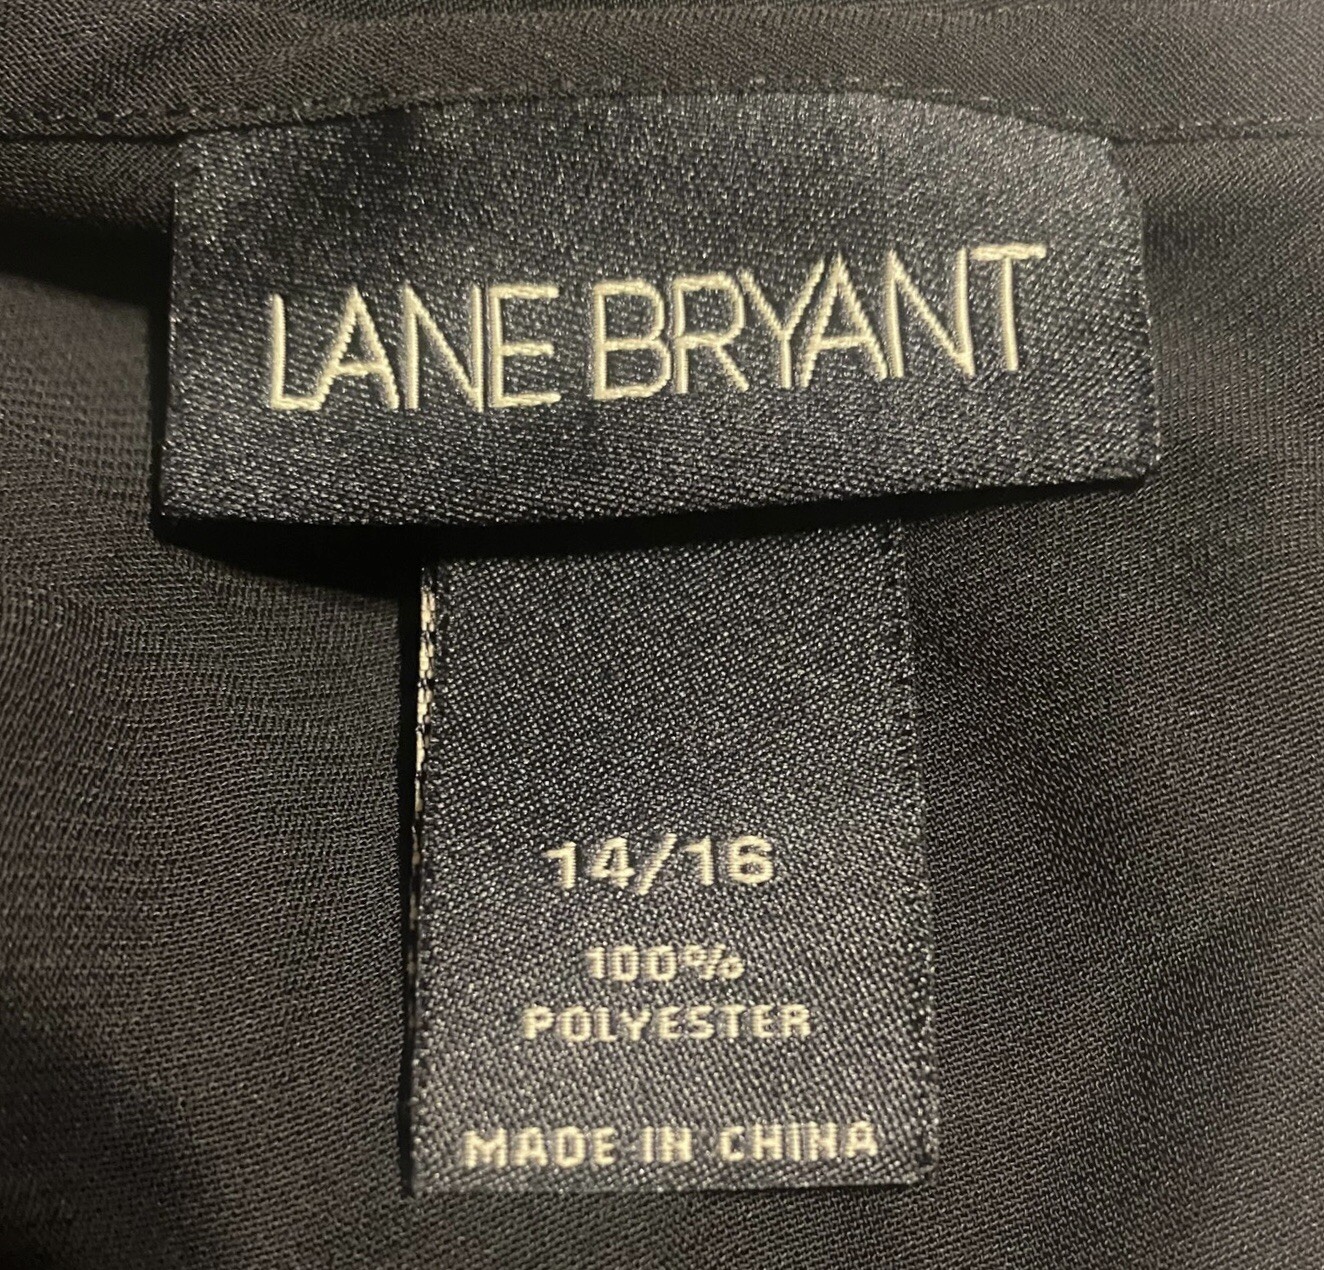 LANE BRYANT
14/16
100%
POLYESTER
MADE IN CHINA